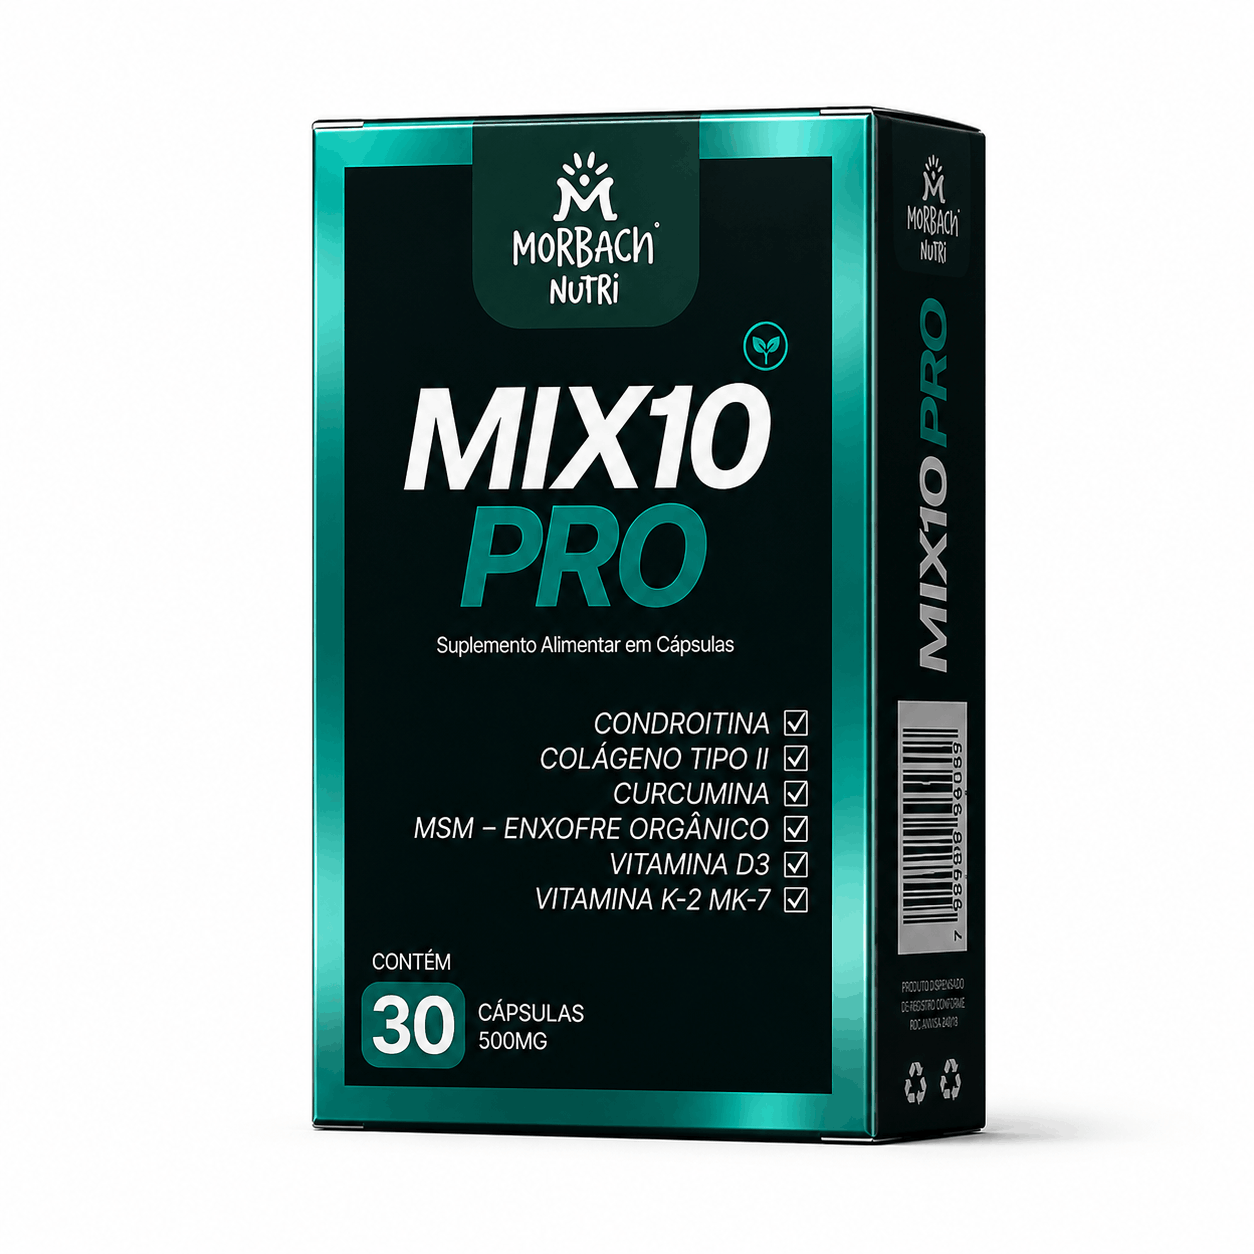 MORBACH
NUTRI
MIX10
PRO
Suplemento Alimentar em Cápsulas
CONDROITINA
COLÁGENO TIPO II
CURCUMINA
MSM – ENXOFRE ORGÂNICO
VITAMINA D3
VITAMINA K-2 MK-7
CONTÉM
30
CÁPSULAS
500MG
MORBACH
NUTRI
MIX10 PRO
PRODUTO DISPENSADO
DE REGISTRO CONFORME
RDC ANVISA 240/18